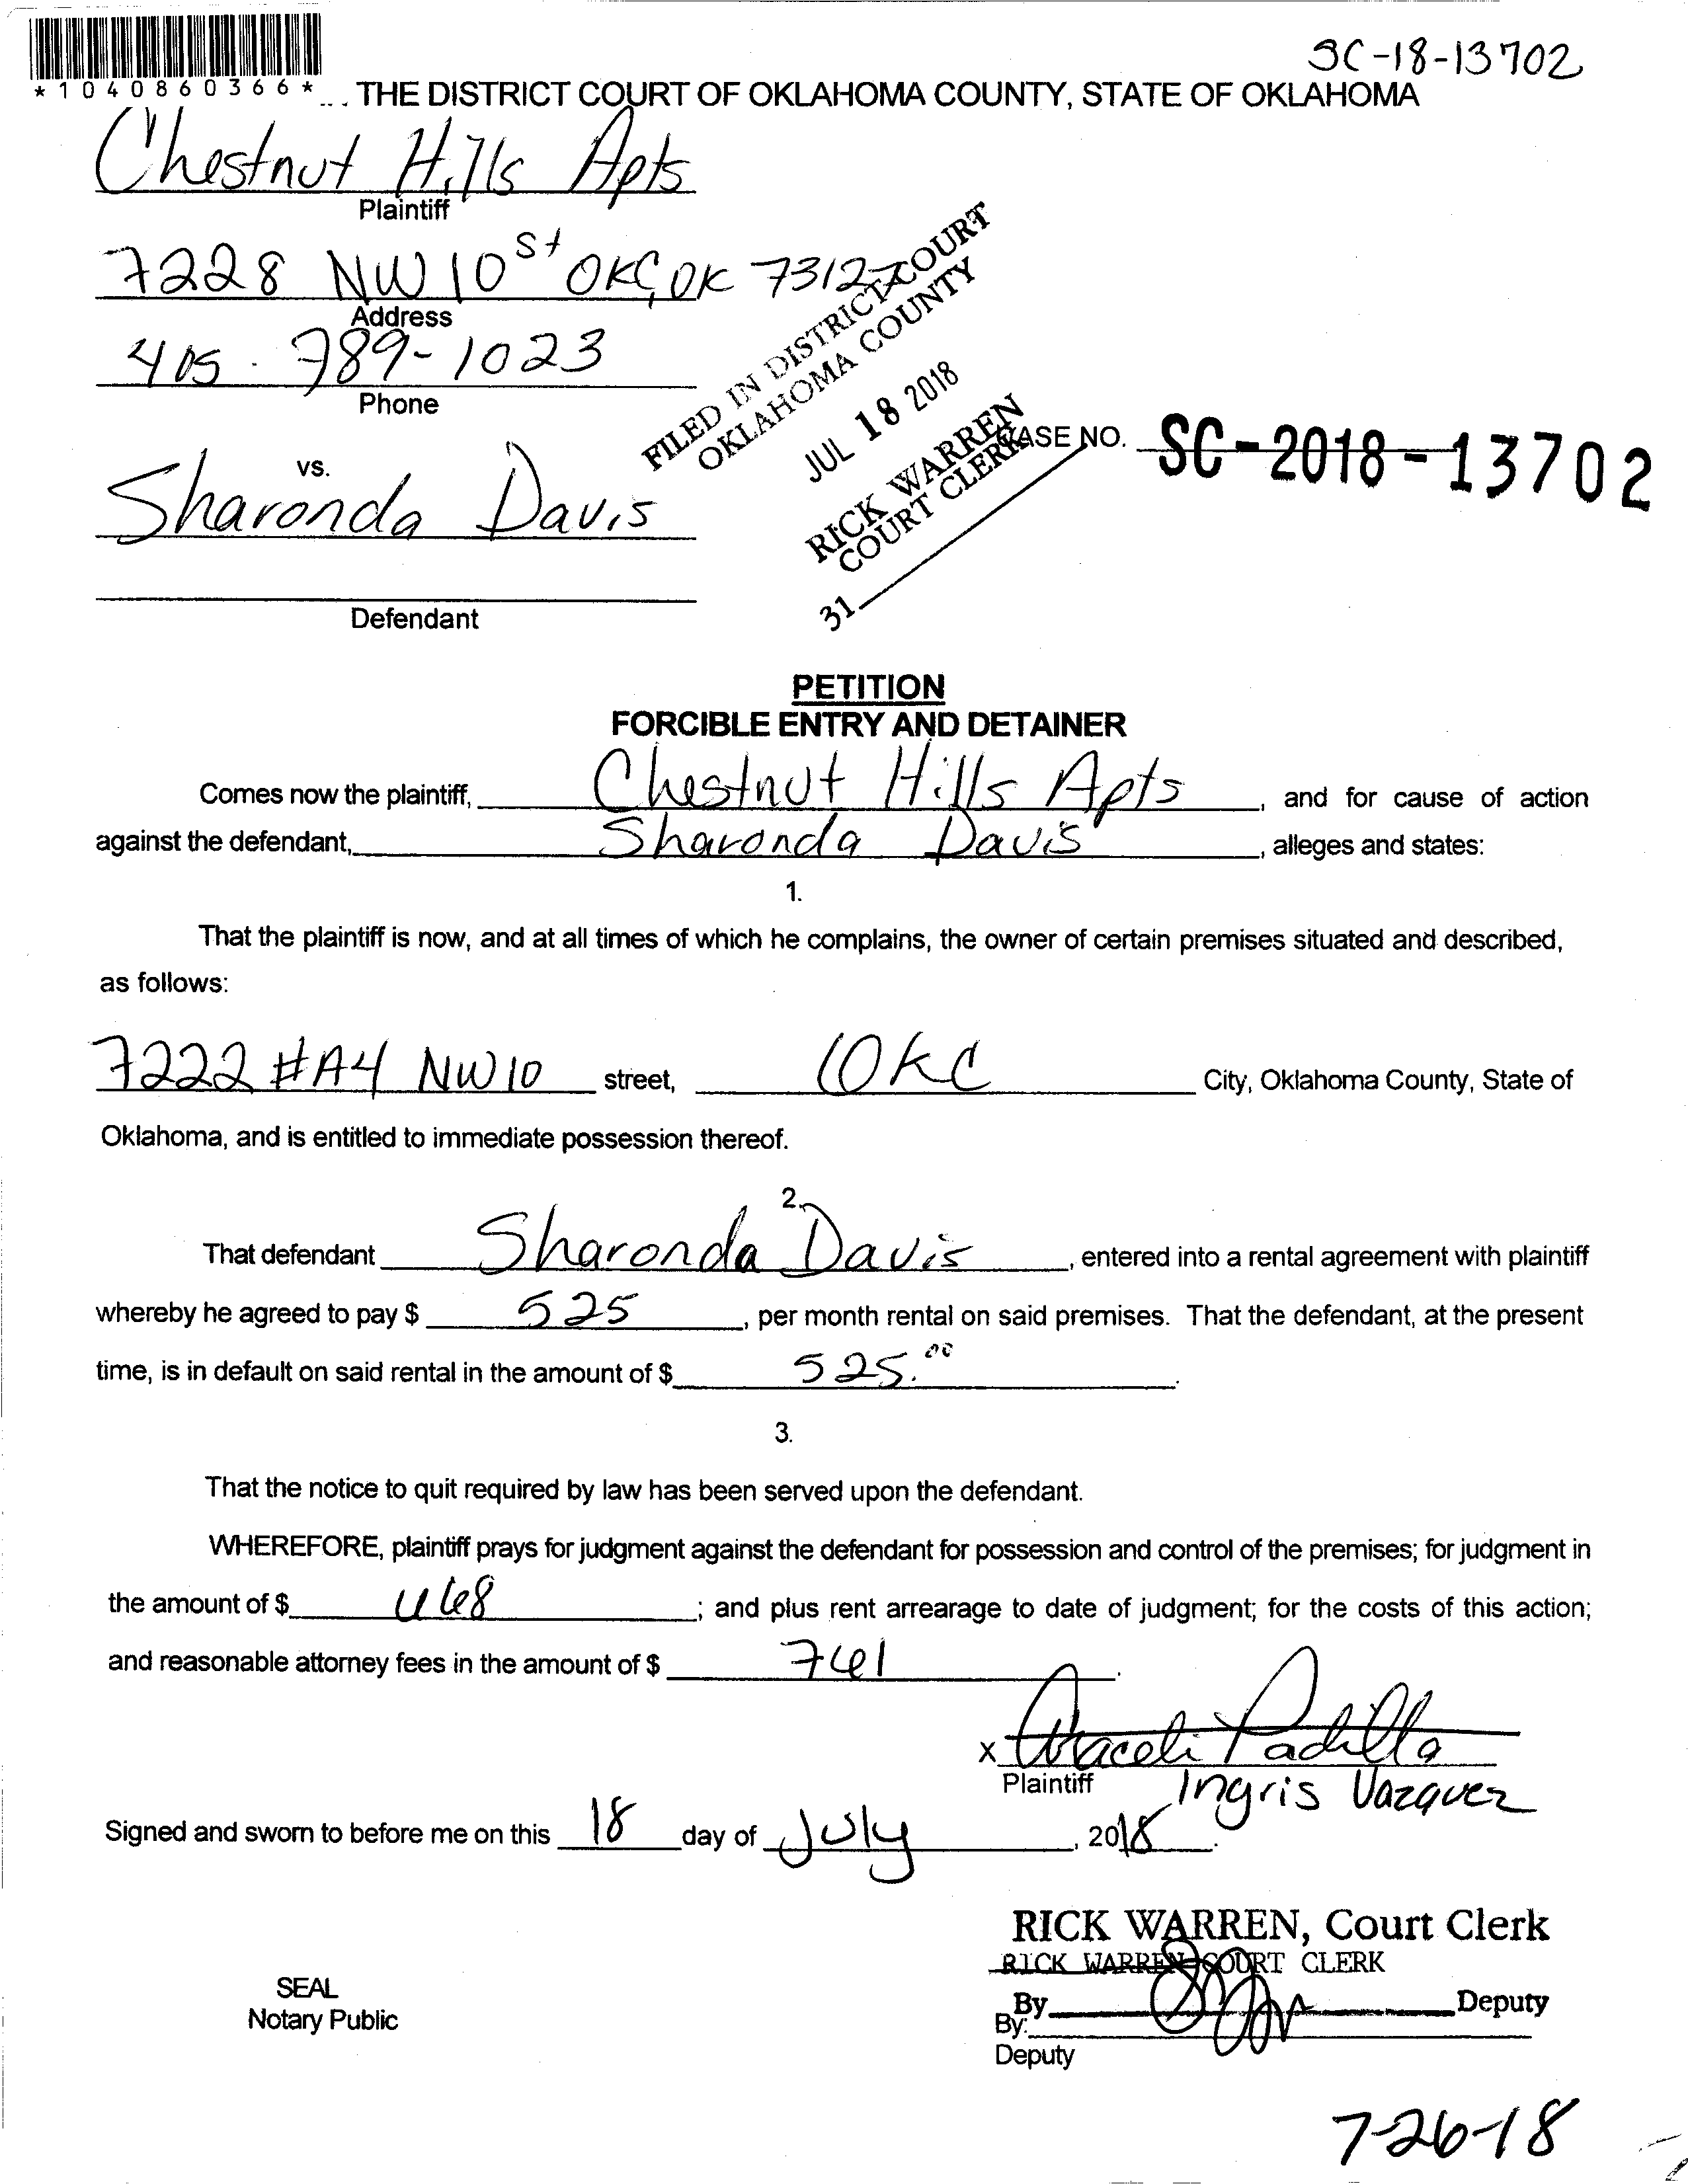 SC-18-13702
*1040860366*
THE DISTRICT COURT OF OKLAHOMA COUNTY, STATE OF OKLAHOMA
Chestnut Hills Apts
Plaintiff
7228 NW 10 St OKC, OK 73127
Address
405 - 789-1023
Phone
FILED IN DISTRICT COURT
OKLAHOMA COUNTY
JUL 18 2018
RICK WARREN
COURT CLERK
31
CASE NO. SC-2018-13702
vs.
Sharonda Davis
Defendant
PETITION
FORCIBLE ENTRY AND DETAINER
Comes now the plaintiff, Chestnut Hills Apts, and for cause of action
against the defendant, Sharonda Davis, alleges and states:
1.
That the plaintiff is now, and at all times of which he complains, the owner of certain premises situated and described,
as follows:
7222 #A4 NW 10 street, OKC City, Oklahoma County, State of
Oklahoma, and is entitled to immediate possession thereof.
2.
That defendant Sharonda Davis, entered into a rental agreement with plaintiff
whereby he agreed to pay $ 525, per month rental on said premises. That the defendant, at the present
time, is in default on said rental in the amount of $ 525.00.
3.
That the notice to quit required by law has been served upon the defendant.
WHEREFORE, plaintiff prays for judgment against the defendant for possession and control of the premises; for judgment in
the amount of $ ; and plus rent arrearage to date of judgment; for the costs of this action;
and reasonable attorney fees in the amount of $ 761.
x Araceli Padilla
Plaintiff
Ingris Vazquez
Signed and sworn to before me on this 18 day of July, 2018.
RICK WARREN, Court Clerk
RICK WARREN COURT CLERK
SEAL
Notary Public
By Deputy
By:
Deputy
7-26-18